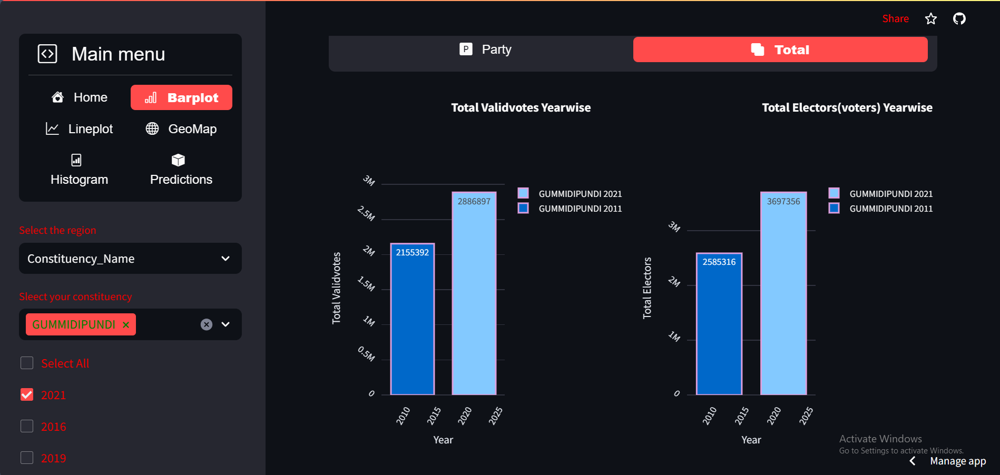 Share
Main menu
Home
Barplot
Lineplot
GeoMap
Histogram
Predictions
Select the region
Constituency_Name
Sleect your constituency
GUMMIDIPUNDI ×
Select All
2021
2016
2019
P Party
Total
Total Validvotes Yearwise
3M
2.5M
2M
1.5M
1M
0.5M
0
Total Validvotes
2155392
2886897
2010
2015
2020
2025
Year
GUMMIDIPUNDI 2021
GUMMIDIPUNDI 2011
Total Electors(voters) Yearwise
3M
2M
1M
0
Total Electors
2585316
3697356
2010
2015
2020
2025
Year
GUMMIDIPUNDI 2021
GUMMIDIPUNDI 2011
Activate Windows
Go to Settings to activate Windows.
Manage app